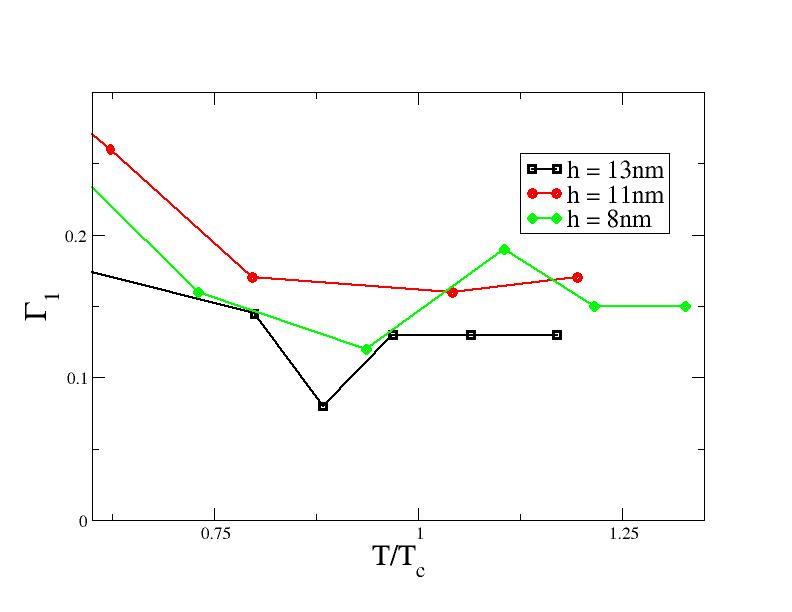 h = 13nm
h = 11nm
h = 8nm
0.2
Γ1
0.1
0
0.75 1 1.25
T/Tc